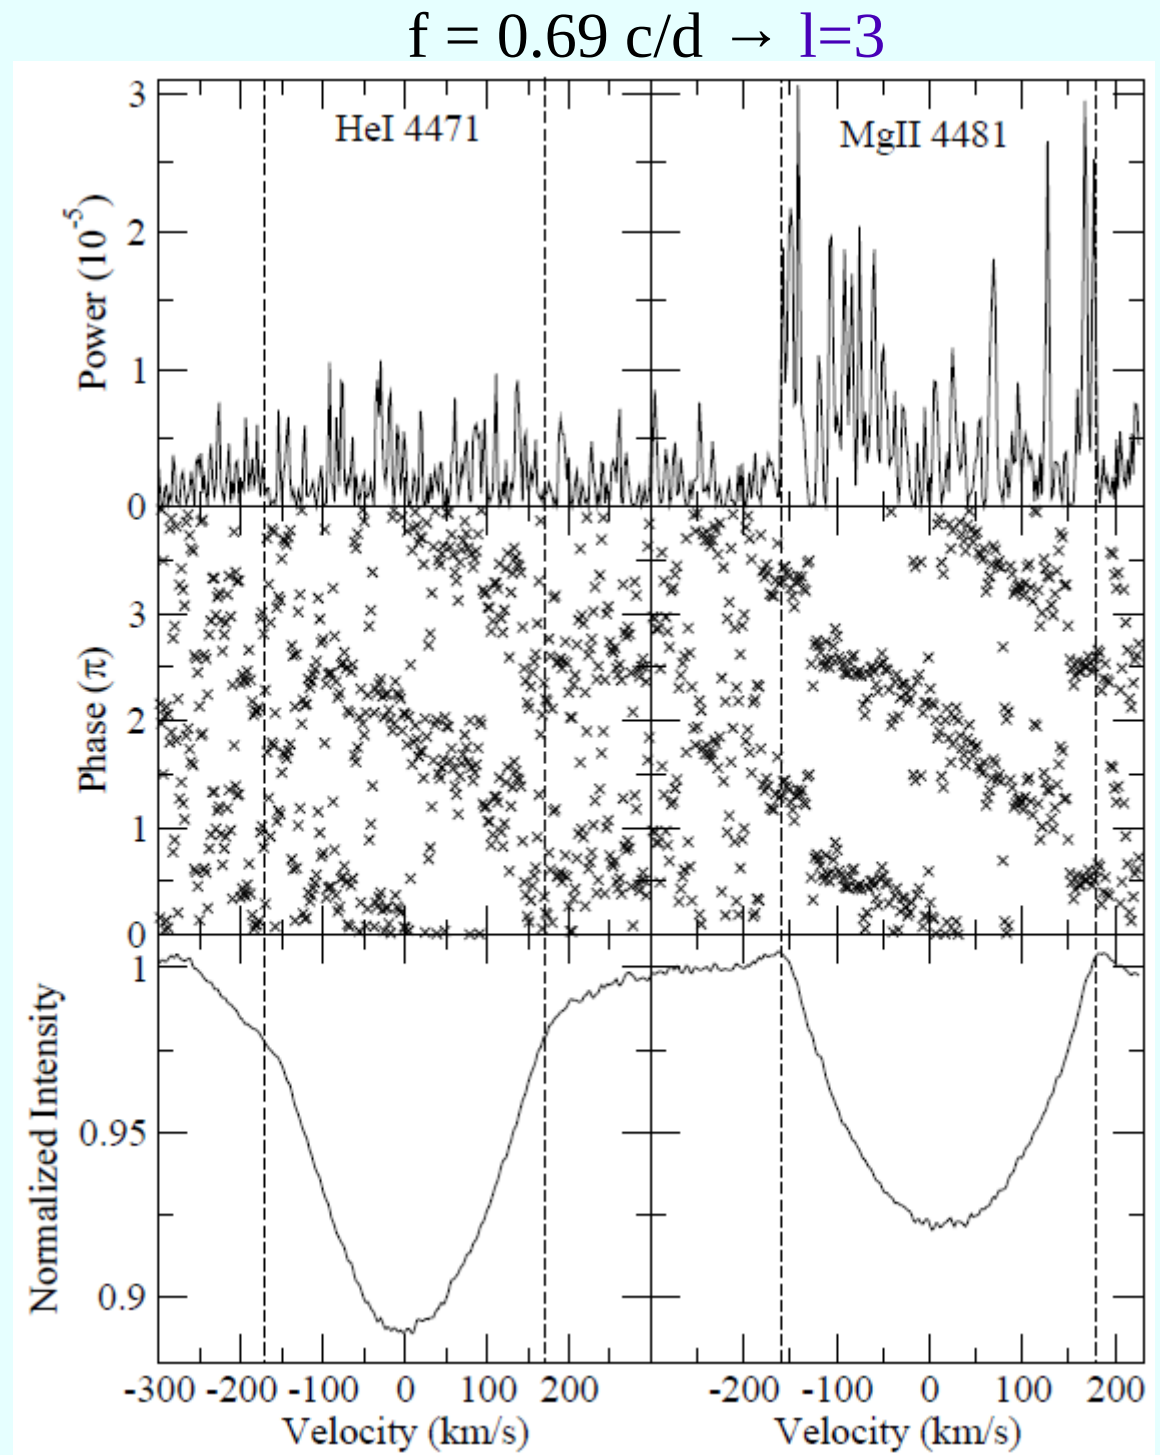 f = 0.69 c/d → l=3
HeI 4471
MgII 4481
Power (10⁻⁵)
3
2
1
0
Phase (π)
3
2
1
0
Normalized Intensity
1
0.95
0.9
-300 -200 -100 0 100 200
-200 -100 0 100 200
Velocity (km/s)
Velocity (km/s)